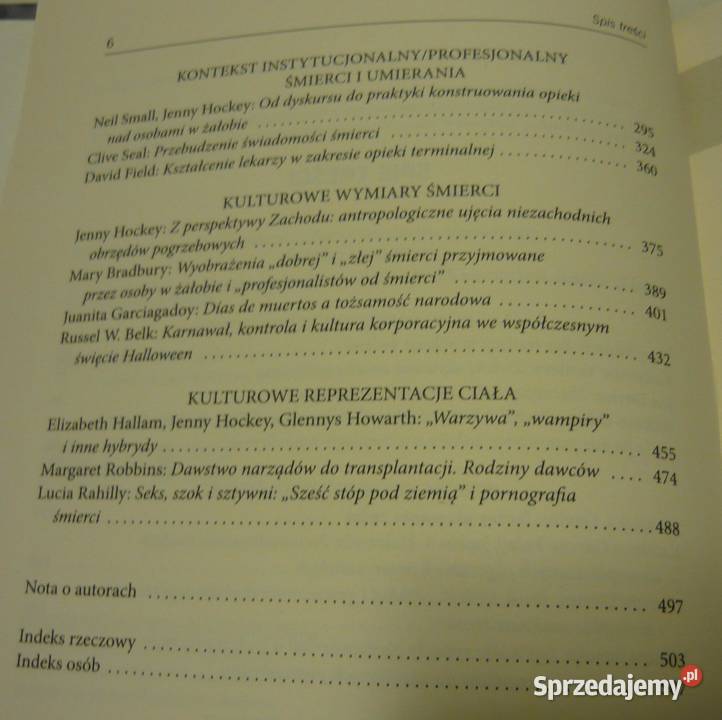 6 Spis treści
KONTEKST INSTYTUCJONALNY/PROFESJONALNY
ŚMIERCI I UMIERANIA
Neil Small, Jenny Hockey: Od dyskursu do praktyki konstruowania opieki
nad osobami w żałobie 295
Clive Seal: Przebudzenie świadomości śmierci 324
David Field: Kształcenie lekarzy w zakresie opieki terminalnej 360
KULTUROWE WYMIARY ŚMIERCI
Jenny Hockey: Z perspektywy Zachodu: antropologiczne ujęcia niezachodnich
obrzędów pogrzebowych 375
Mary Bradbury: Wyobrażenia „dobrej” i „złej” śmierci przyjmowane
przez osoby w żałobie i „profesjonalistów od śmierci” 389
Juanita Garciagadoy: Días de muertos a tożsamość narodowa 401
Russel W. Belk: Karnawał, kontrola i kultura korporacyjna we współczesnym
święcie Halloween 432
KULTUROWE REPREZENTACJE CIAŁA
Elizabeth Hallam, Jenny Hockey, Glennys Howarth: „Warzywa”, „wampiry”
i inne hybrydy 455
Margaret Robbins: Dawstwo narządów do transplantacji. Rodziny dawców 474
Lucia Rahilly: Seks, szok i sztywni: „Sześć stóp pod ziemią” i pornografia
śmierci 488
Nota o autorach 497
Indeks rzeczowy 503
Indeks osób
Sprzedajemy.pl